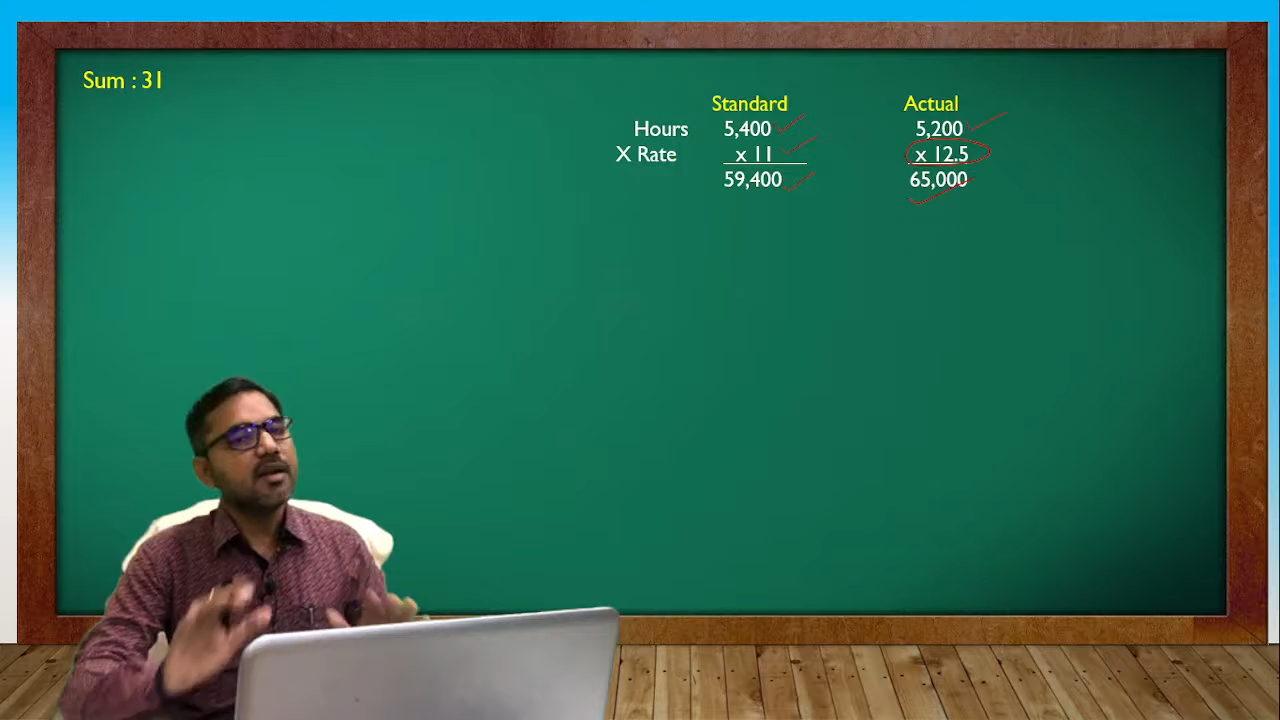 Sum : 31
Standard Actual
Hours 5,400 5,200
X Rate x 11 x 12.5
59,400 65,000